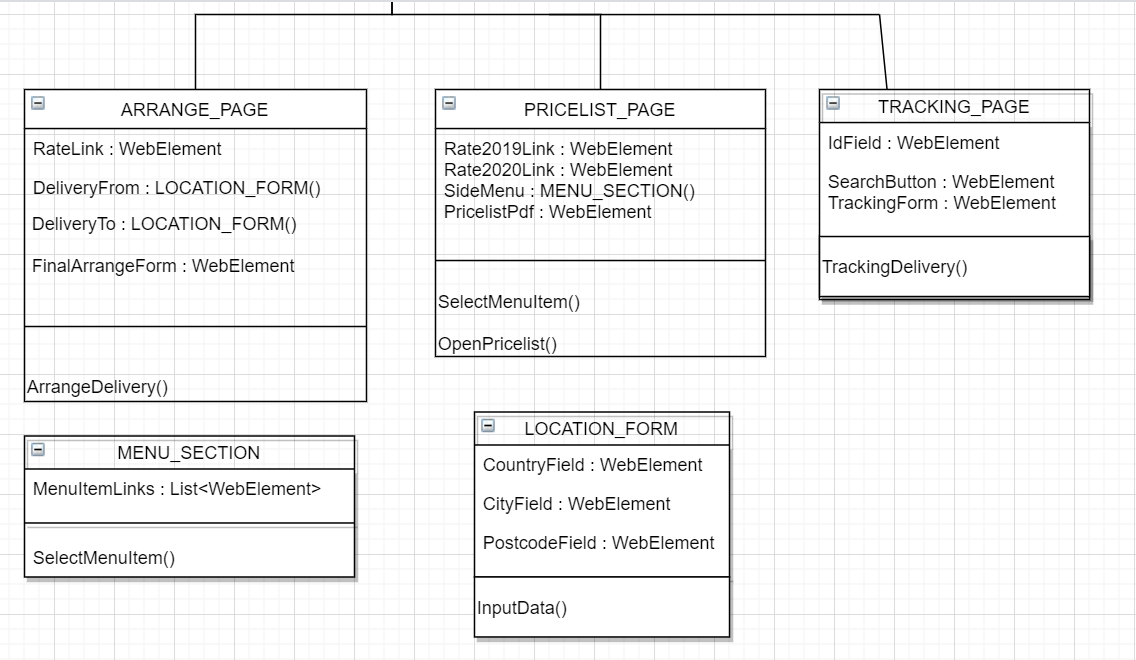 ARRANGE_PAGE
RateLink : WebElement
DeliveryFrom : LOCATION_FORM()
DeliveryTo : LOCATION_FORM()
FinalArrangeForm : WebElement
ArrangeDelivery()
PRICELIST_PAGE
Rate2019Link : WebElement
Rate2020Link : WebElement
SideMenu : MENU_SECTION()
PricelistPdf : WebElement
SelectMenuItem()
OpenPricelist()
TRACKING_PAGE
IdField : WebElement
SearchButton : WebElement
TrackingForm : WebElement
TrackingDelivery()
MENU_SECTION
MenuItemLinks : List<WebElement>
SelectMenuItem()
LOCATION_FORM
CountryField : WebElement
CityField : WebElement
PostcodeField : WebElement
InputData()